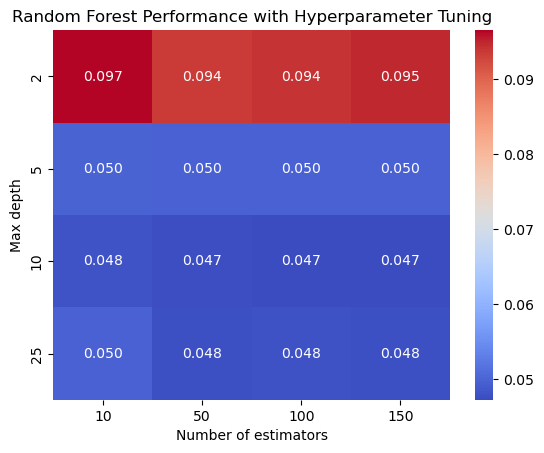 Random Forest Performance with Hyperparameter Tuning
2 0.097 0.094 0.094 0.095
5 0.050 0.050 0.050 0.050
10 0.048 0.047 0.047 0.047
25 0.050 0.048 0.048 0.048
10 50 100 150
Number of estimators
Max depth
0.09
0.08
0.07
0.06
0.05